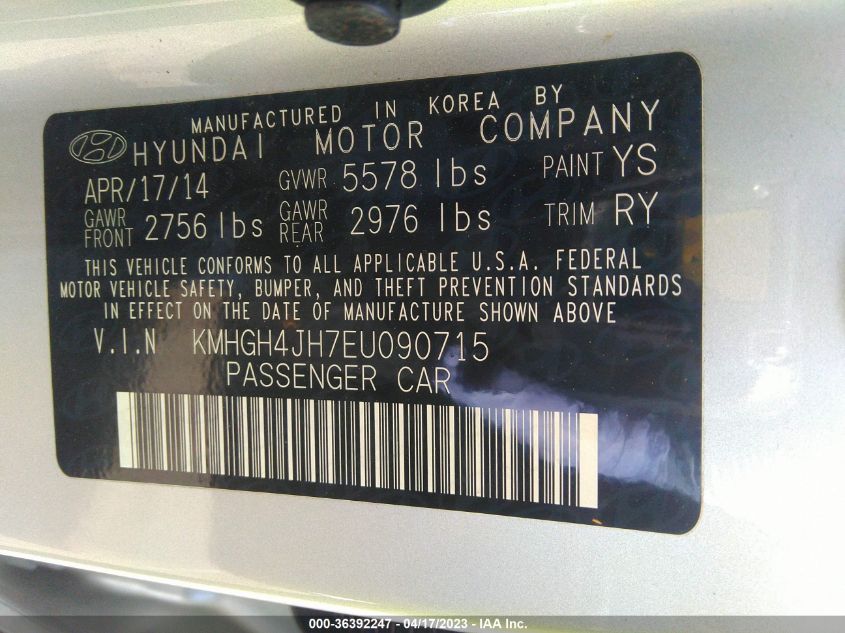 MANUFACTURED IN KOREA BY
HYUNDAI MOTOR COMPANY
APR/17/14 GVWR 5578 lbs PAINT YS
GAWR FRONT 2756 lbs GAWR REAR 2976 lbs TRIM RY
THIS VEHICLE CONFORMS TO ALL APPLICABLE U.S.A. FEDERAL
MOTOR VEHICLE SAFETY, BUMPER, AND THEFT PREVENTION STANDARDS
IN EFFECT ON THE DATE OF MANUFACTURE SHOWN ABOVE
V.I.N KMHGH4JH7EU090715
PASSENGER CAR
000-36392247 - 04/17/2023 - IAA Inc.